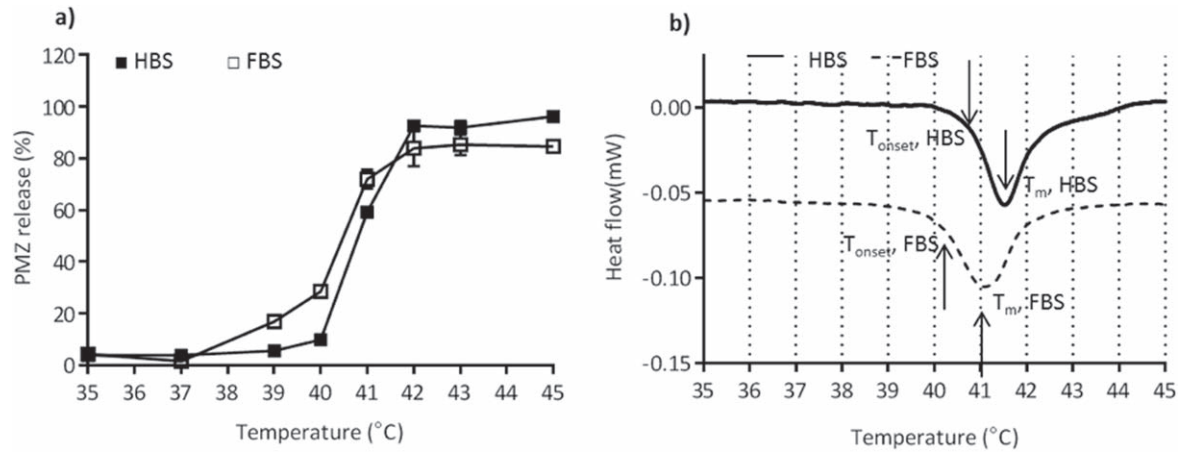 a)
HBS FBS
PMZ release (%)
120
100
80
60
40
20
0
35 36 37 38 39 40 41 42 43 44 45
Temperature (°C)
b)
HBS FBS
Heat flow(mW)
0.00
-0.05
-0.10
-0.15
Tonset, HBS
Tm, HBS
Tonset, FBS
Tm, FBS
35 36 37 38 39 40 41 42 43 44 45
Temperature (°C)